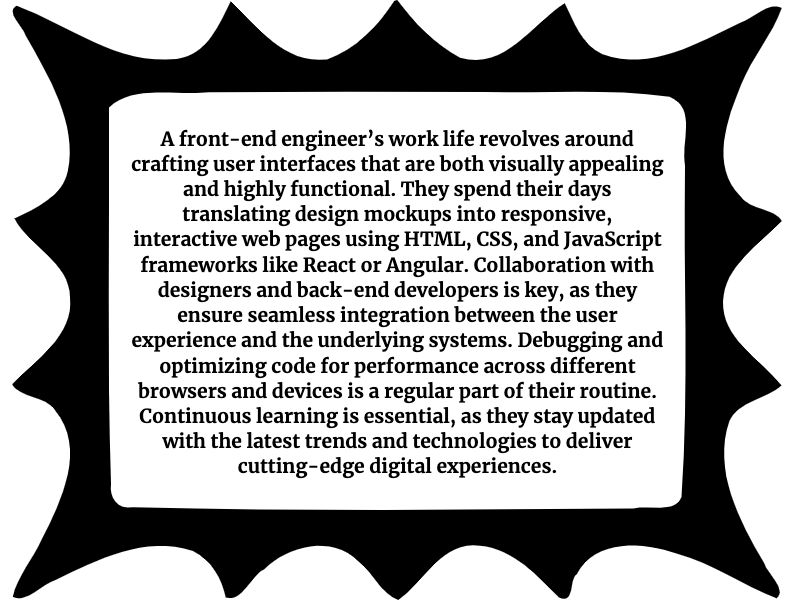 A front-end engineer’s work life revolves around
crafting user interfaces that are both visually appealing
and highly functional. They spend their days
translating design mockups into responsive,
interactive web pages using HTML, CSS, and JavaScript
frameworks like React or Angular. Collaboration with
designers and back-end developers is key, as they
ensure seamless integration between the user
experience and the underlying systems. Debugging and
optimizing code for performance across different
browsers and devices is a regular part of their routine.
Continuous learning is essential, as they stay updated
with the latest trends and technologies to deliver
cutting-edge digital experiences.